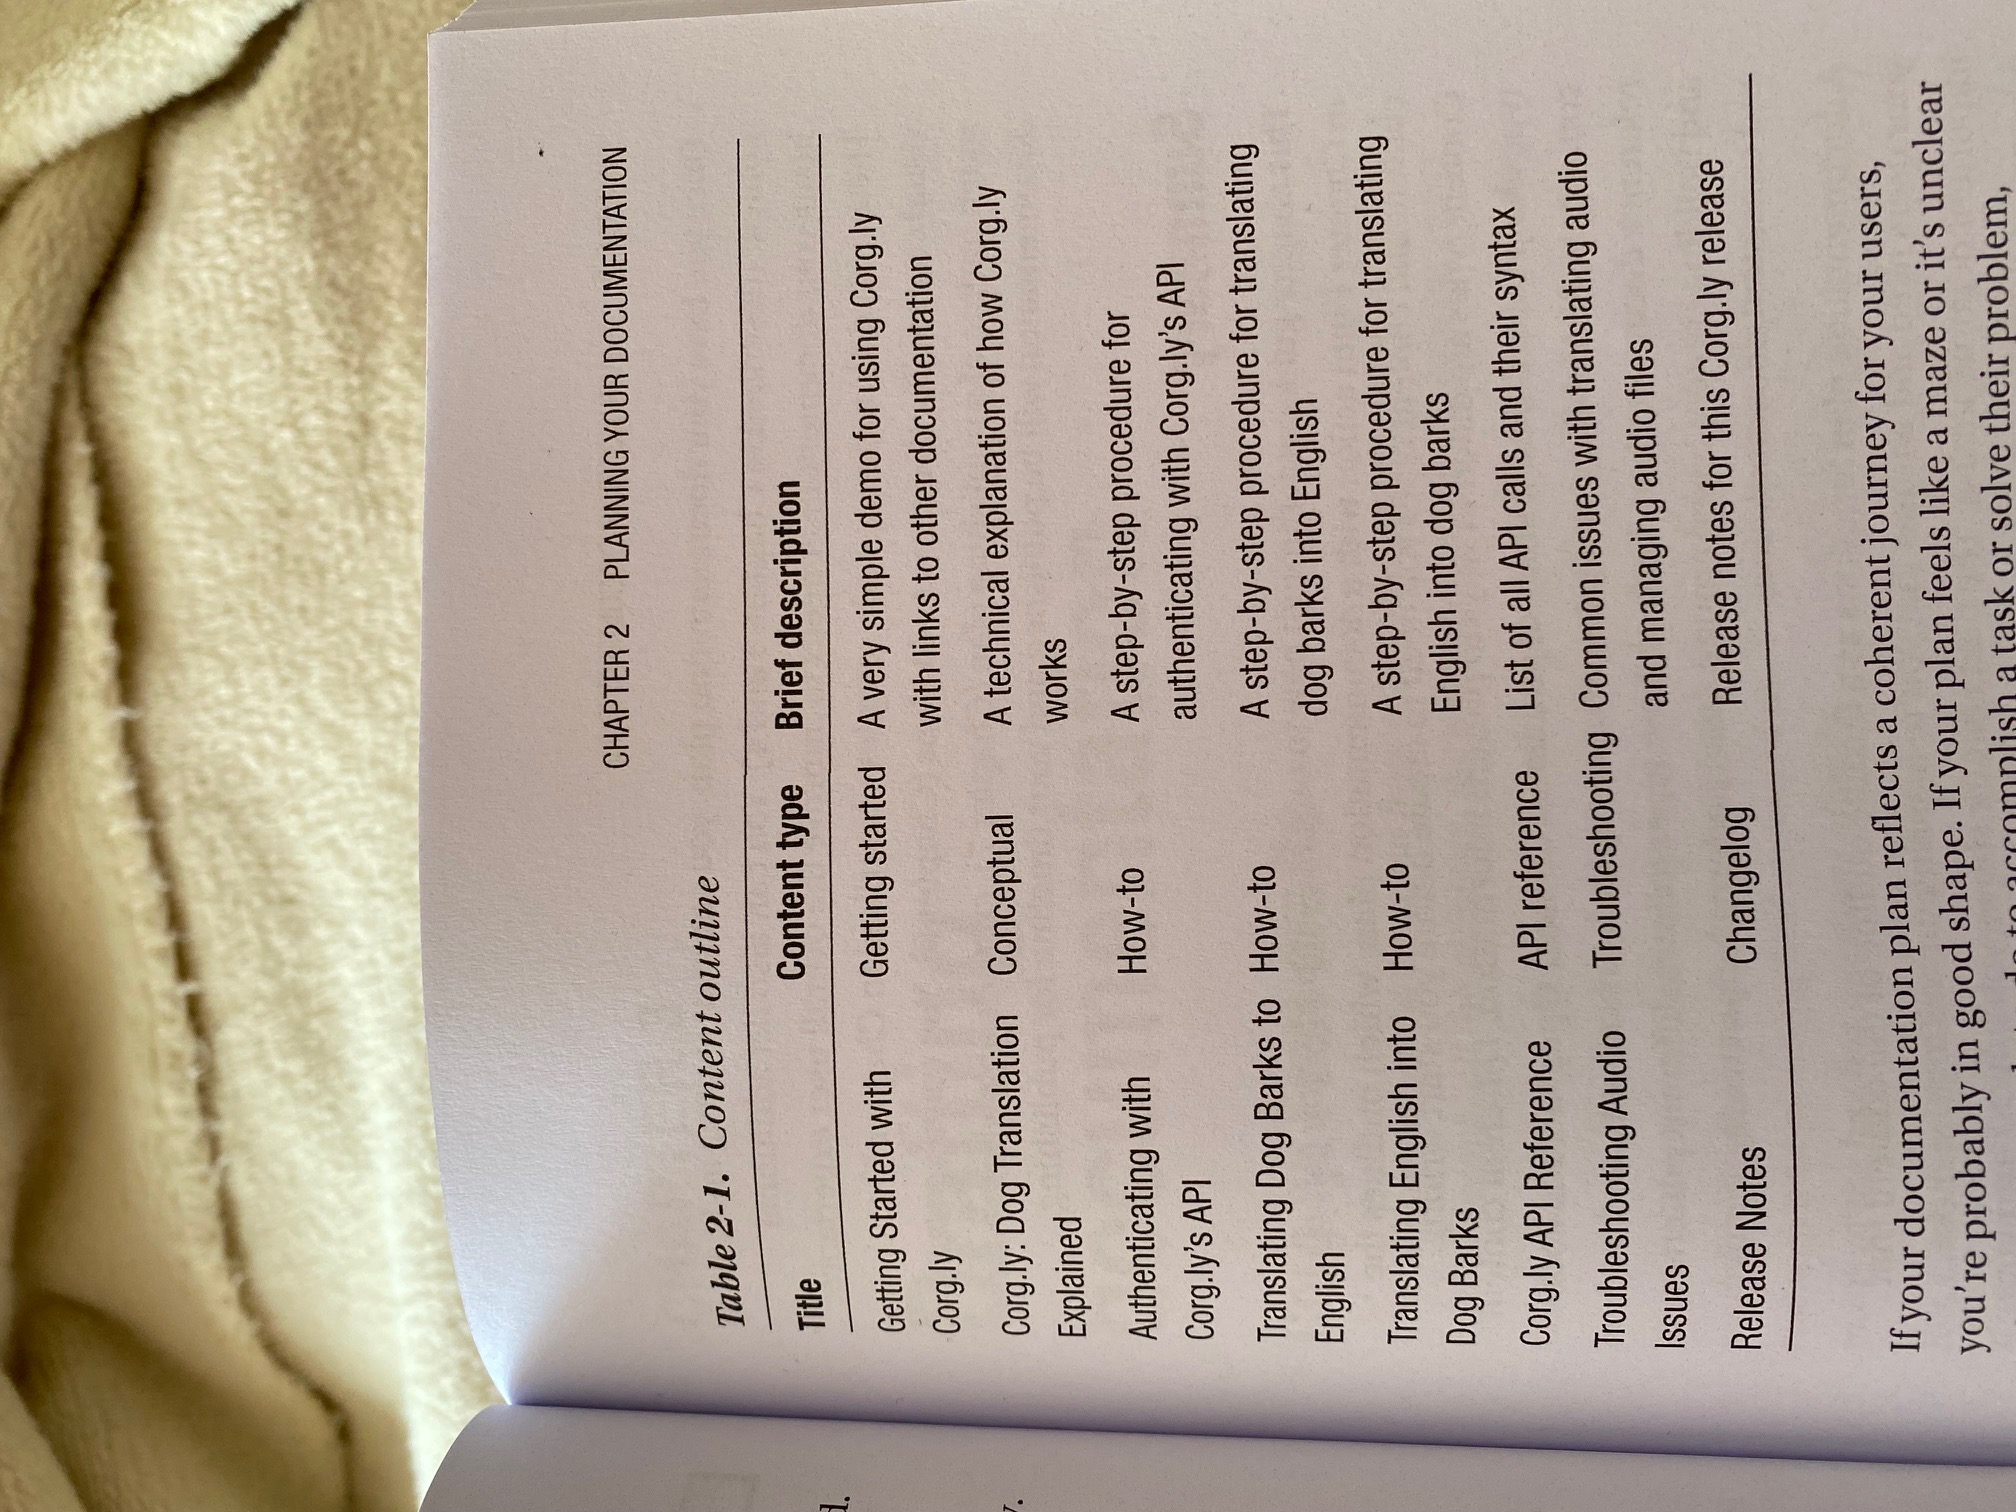 CHAPTER 2 PLANNING YOUR DOCUMENTATION
Table 2-1. Content outline
Title Content type Brief description
Getting Started with Getting started A very simple demo for using Corg.ly
Corg.ly with links to other documentation
Corg.ly: Dog Translation Conceptual A technical explanation of how Corg.ly
Explained works
Authenticating with How-to A step-by-step procedure for
Corg.ly's API authenticating with Corg.ly's API
Translating Dog Barks to How-to A step-by-step procedure for translating
English dog barks into English
Translating English into How-to A step-by-step procedure for translating
Dog Barks English into dog barks
Corg.ly API Reference API reference List of all API calls and their syntax
Troubleshooting Audio Troubleshooting Common issues with translating audio
Issues and managing audio files
Release Notes Changelog Release notes for this Corg.ly release
If your documentation plan reflects a coherent journey for your users,
you're probably in good shape. If your plan feels like a maze or it's unclear
to accomplish a task or solve their problem,